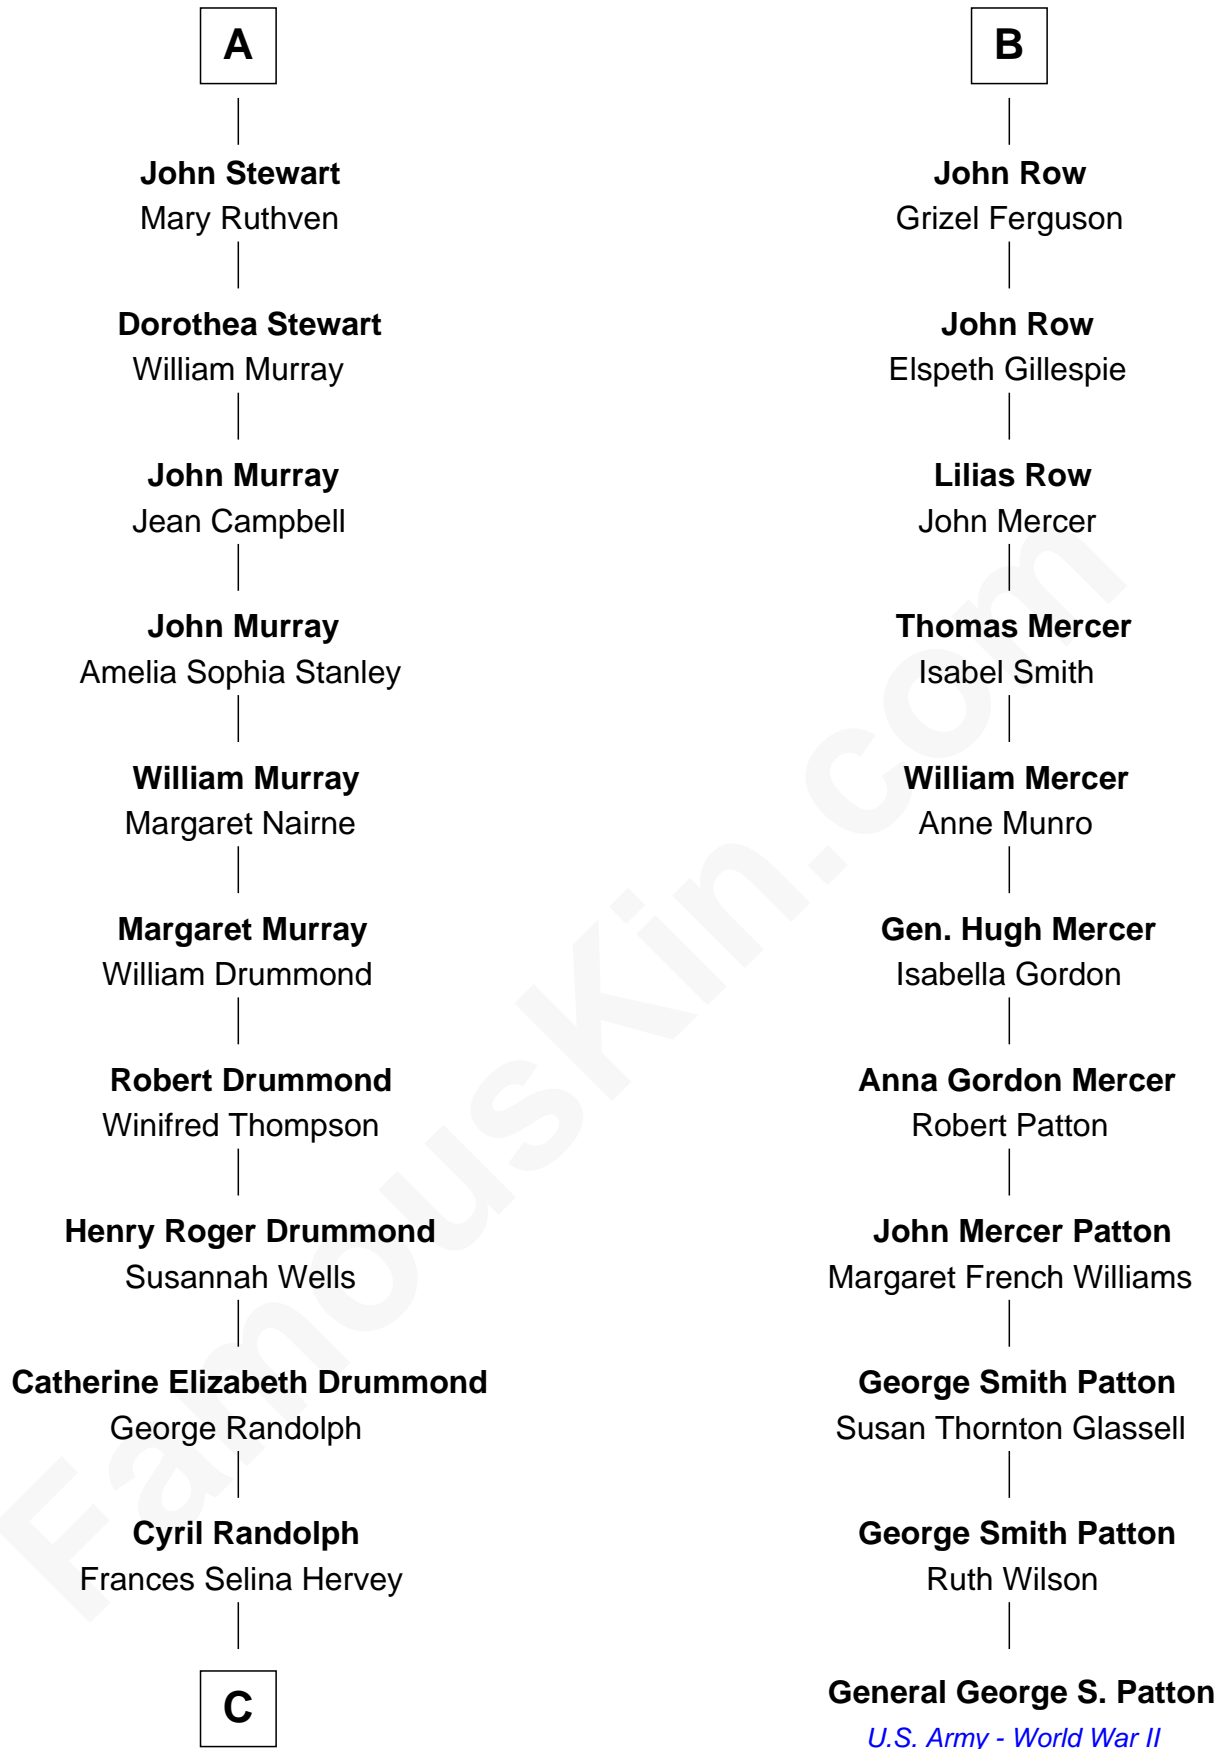 A
John Stewart
Mary Ruthven
Dorothea Stewart
William Murray
John Murray
Jean Campbell
John Murray
Amelia Sophia Stanley
William Murray
Margaret Nairne
Margaret Murray
William Drummond
Robert Drummond
Winifred Thompson
Henry Roger Drummond
Susannah Wells
Catherine Elizabeth Drummond
George Randolph
Cyril Randolph
Frances Selina Hervey
C
B
John Row
Grizel Ferguson
John Row
Elspeth Gillespie
Lilias Row
John Mercer
Thomas Mercer
Isabel Smith
William Mercer
Anne Munro
Gen. Hugh Mercer
Isabella Gordon
Anna Gordon Mercer
Robert Patton
John Mercer Patton
Margaret French Williams
George Smith Patton
Susan Thornton Glassell
George Smith Patton
Ruth Wilson
General George S. Patton
U.S. Army - World War II
FamousKin.com